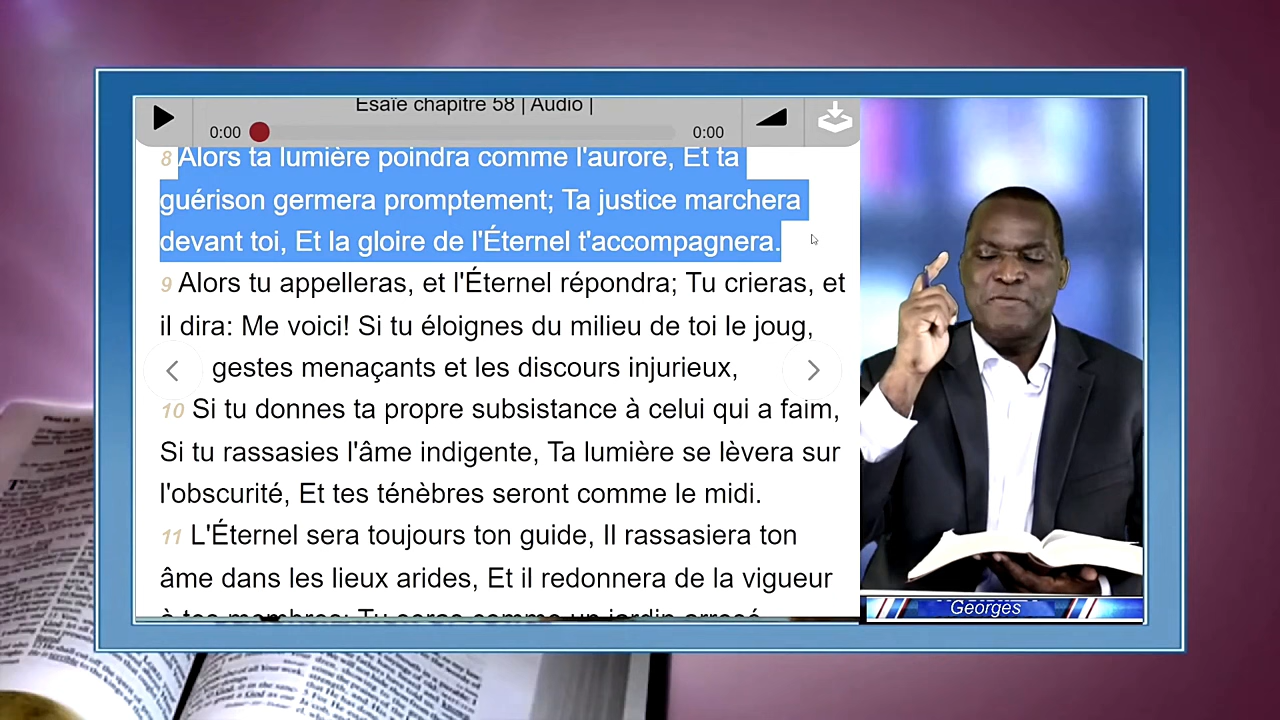 Esaïe chapitre 58 | Audio |
0:00 0:00
8 Alors ta lumière poindra comme l'aurore, Et ta
guérison germera promptement; Ta justice marchera
devant toi, Et la gloire de l'Éternel t'accompagnera.
9 Alors tu appelleras, et l'Éternel répondra; Tu crieras, et
il dira: Me voici! Si tu éloignes du milieu de toi le joug,
gestes menaçants et les discours injurieux,
10 Si tu donnes ta propre subsistance à celui qui a faim,
Si tu rassasies l'âme indigente, Ta lumière se lèvera sur
l'obscurité, Et tes ténèbres seront comme le midi.
11 L'Éternel sera toujours ton guide, Il rassasiera ton
âme dans les lieux arides, Et il redonnera de la vigueur
Georges